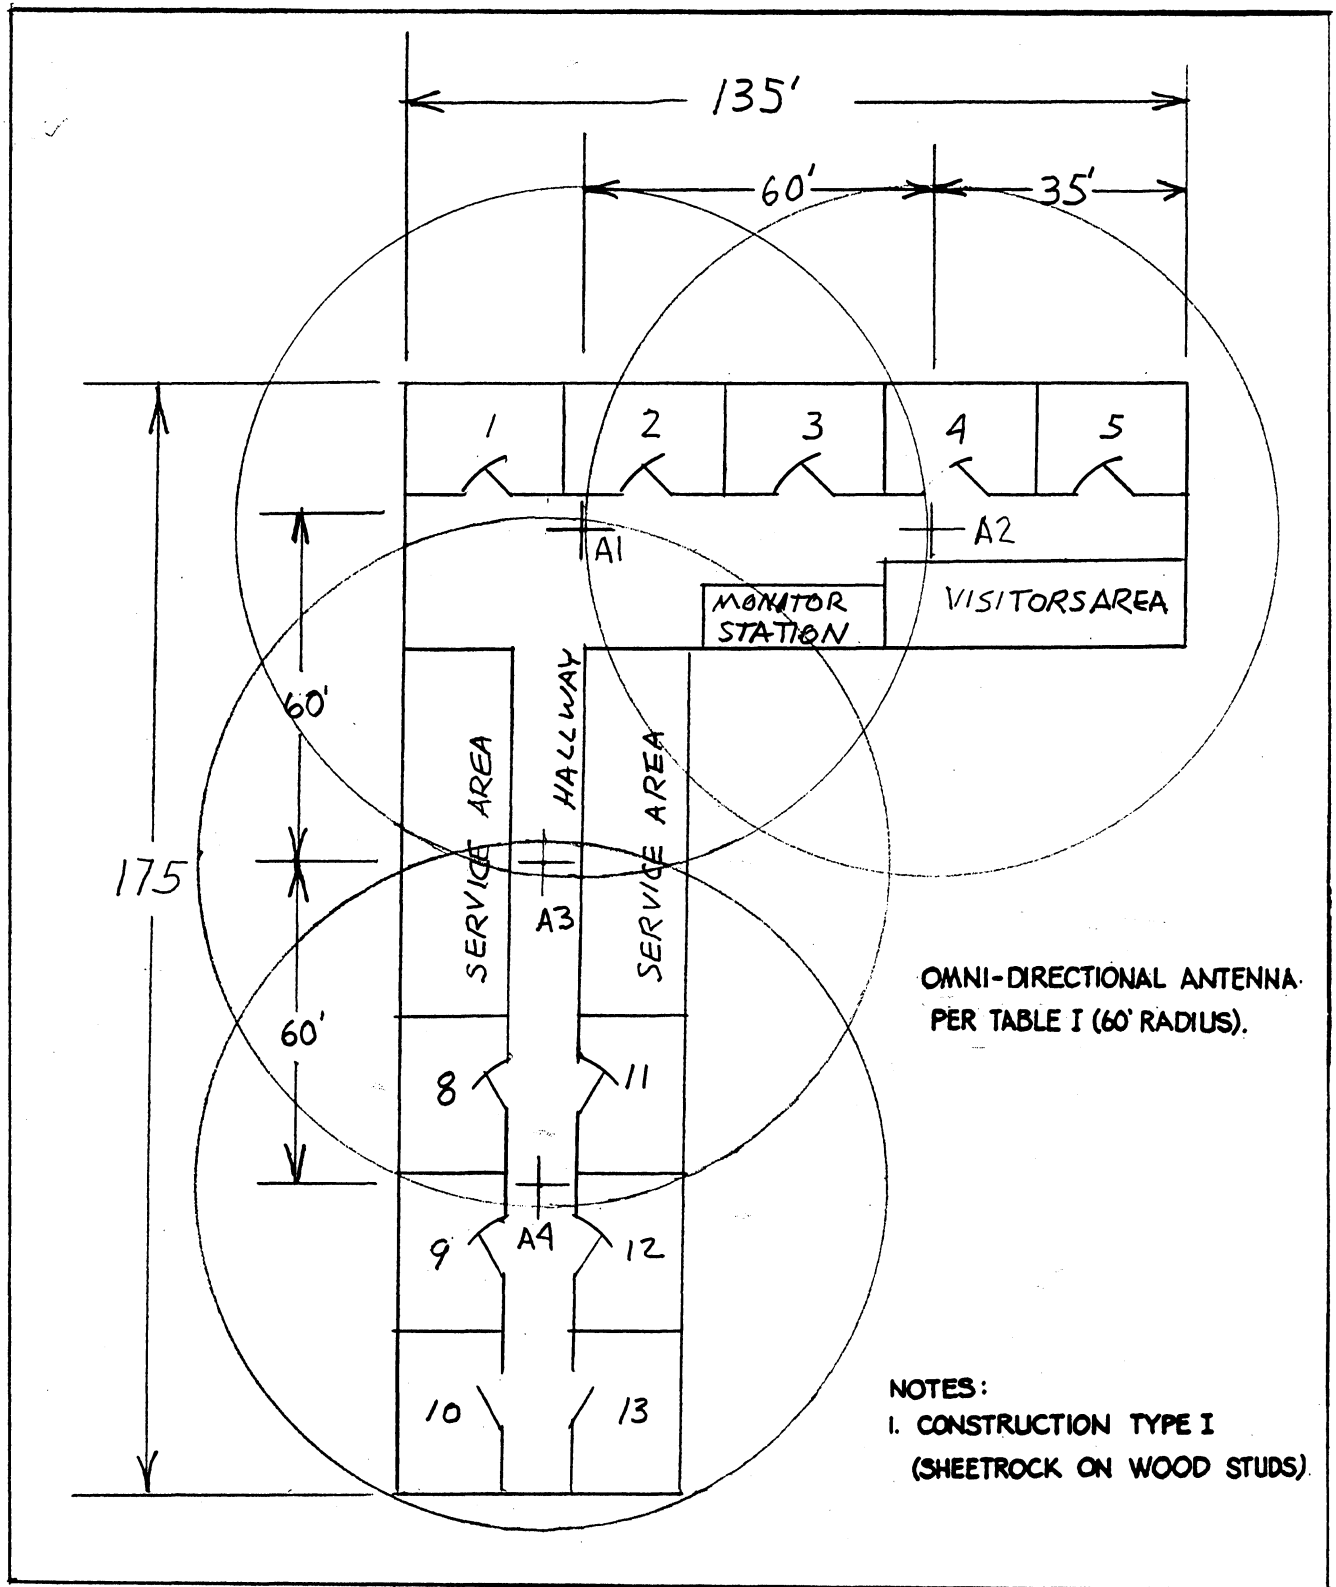 135'
60'
35'
1
2
3
4
5
A1
A2
MONITOR
STATION
VISITORS AREA
60'
HALLWAY
SERVICE AREA
SERVICE AREA
175
A3
OMNI-DIRECTIONAL ANTENNA
PER TABLE I (60' RADIUS).
60'
8
11
A4
9
12
10
13
NOTES:
1. CONSTRUCTION TYPE I
(SHEETROCK ON WOOD STUDS)